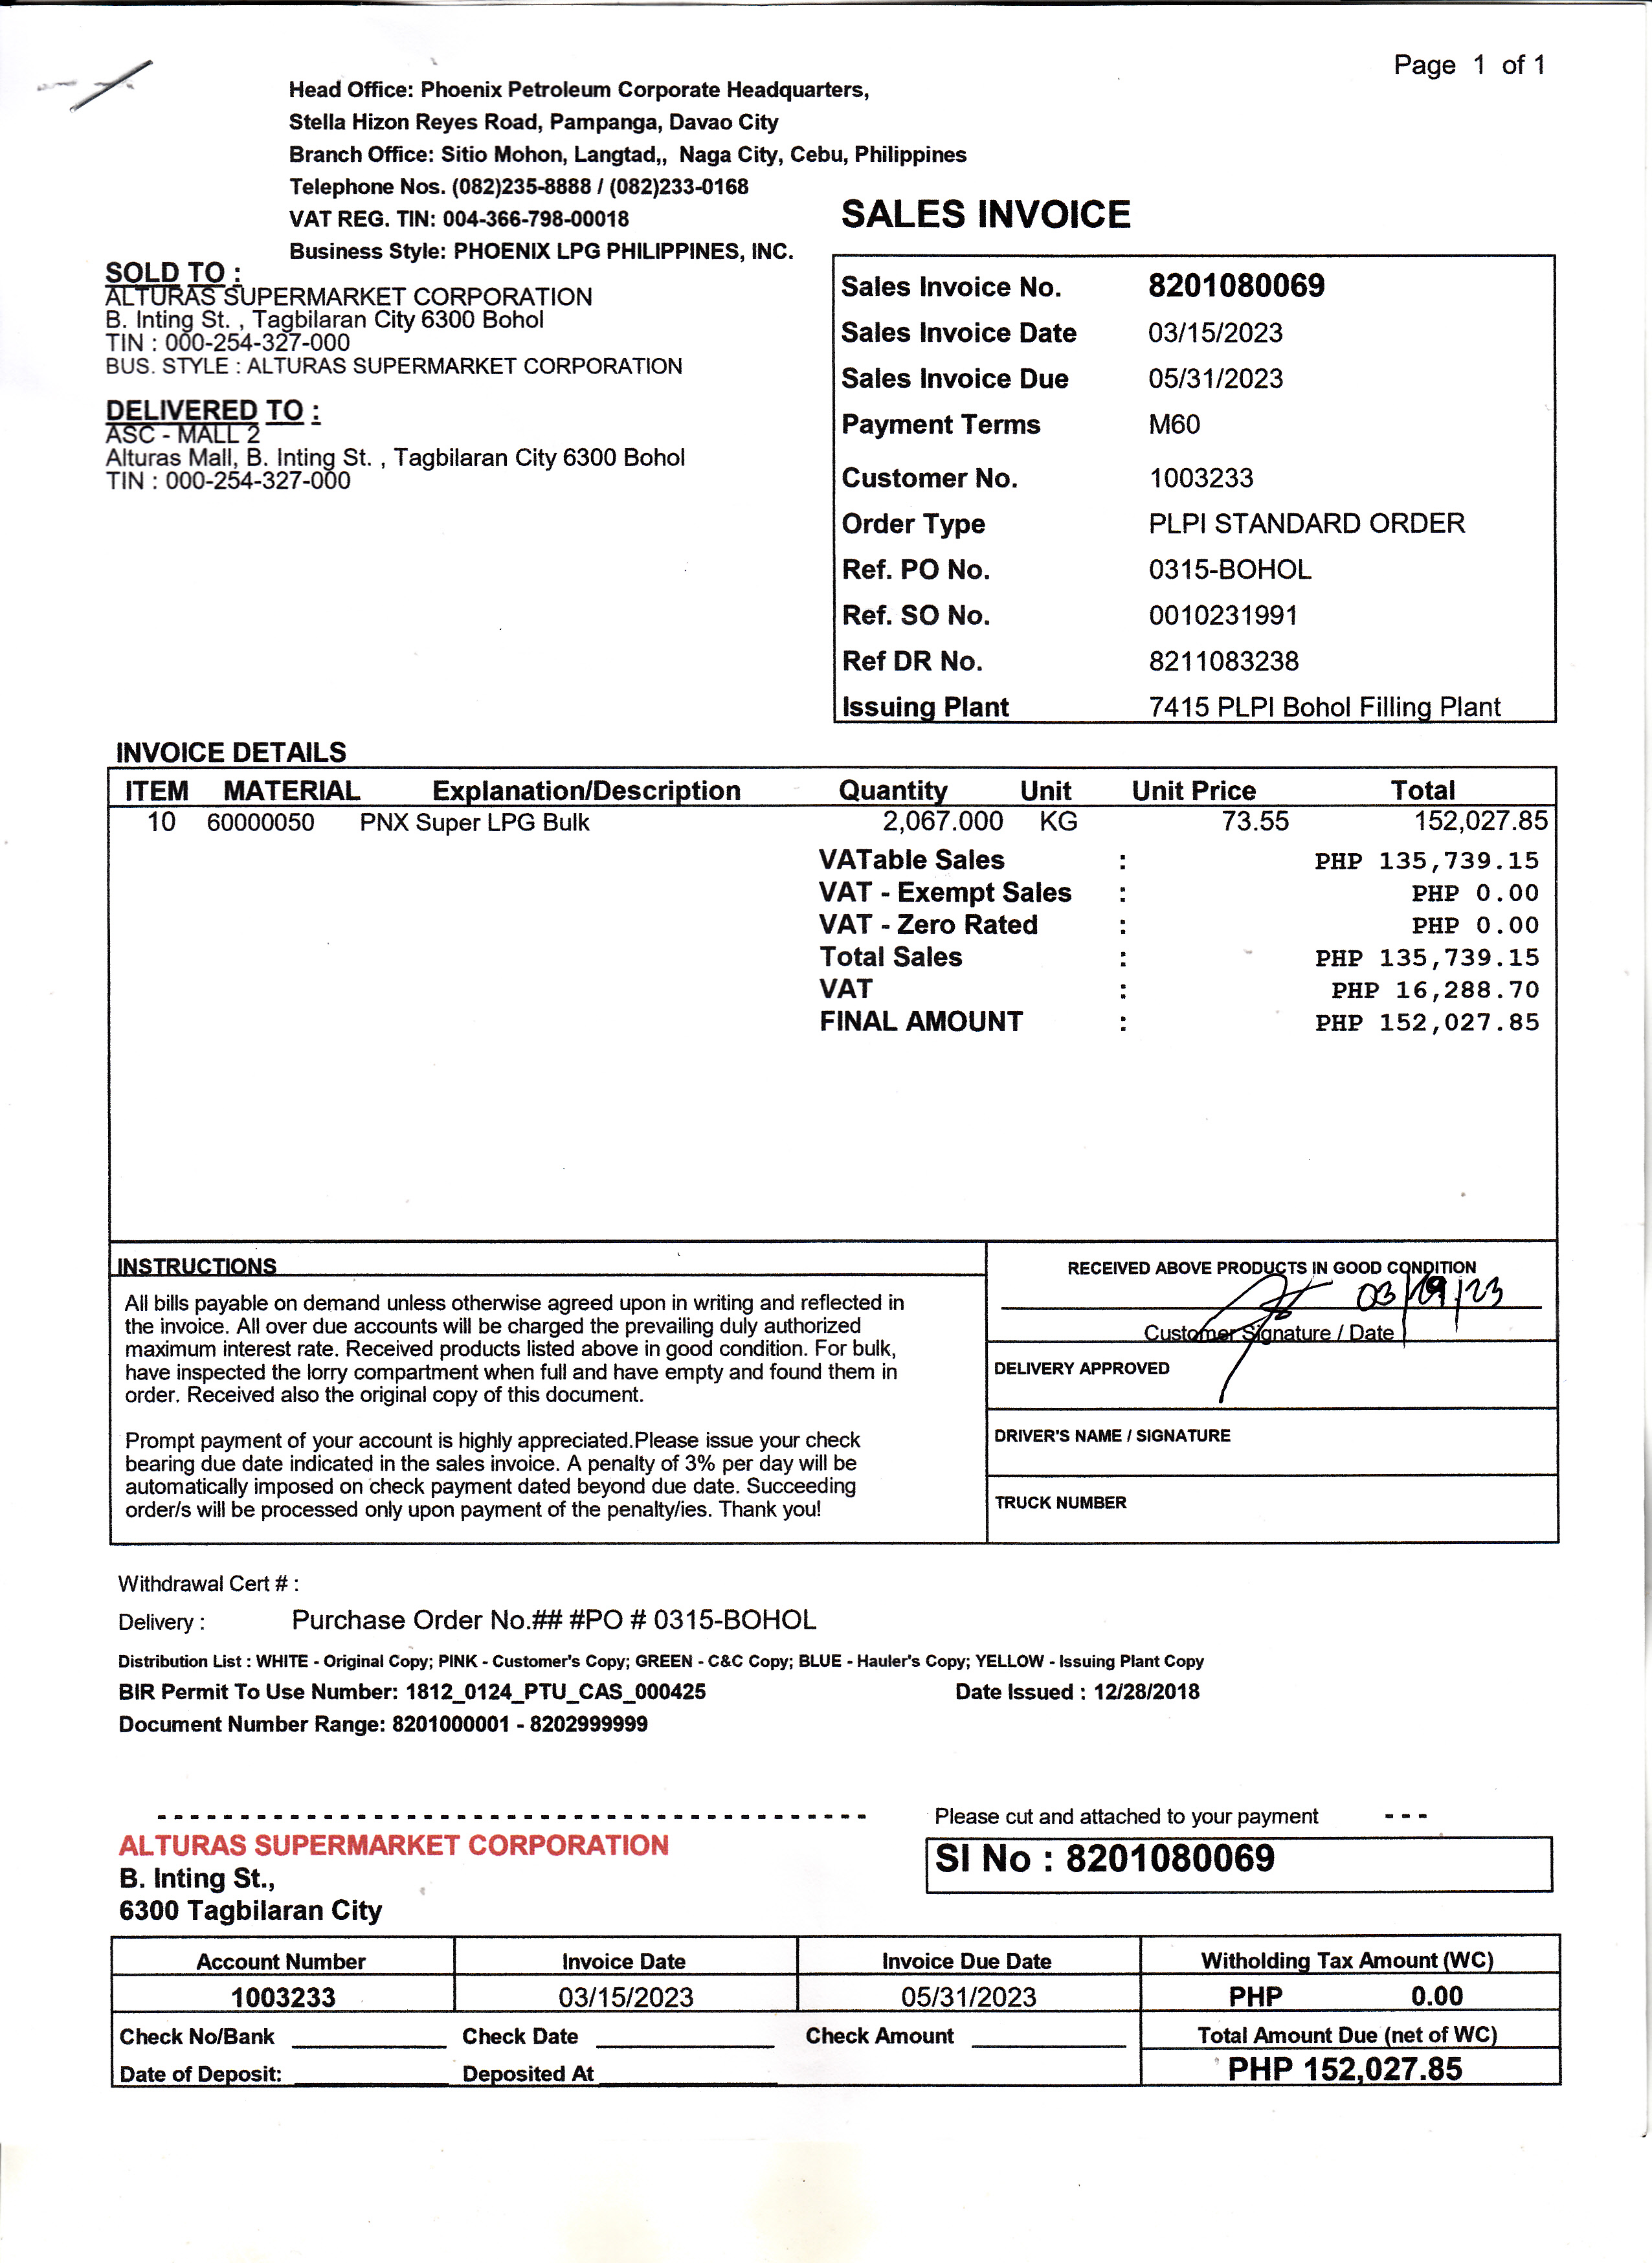 Page 1 of 1
Head Office: Phoenix Petroleum Corporate Headquarters,
Stella Hizon Reyes Road, Pampanga, Davao City
Branch Office: Sitio Mohon, Langtad,, Naga City, Cebu, Philippines
Telephone Nos. (082)235-8888 / (082)233-0168
VAT REG. TIN: 004-366-798-00018
Business Style: PHOENIX LPG PHILIPPINES, INC.
SOLD TO :
ALTURAS SUPERMARKET CORPORATION
B. Inting St. , Tagbilaran City 6300 Bohol
TIN : 000-254-327-000
BUS. STYLE : ALTURAS SUPERMARKET CORPORATION
DELIVERED TO :
ASC - MALL 2
Alturas Mall, B. Inting St. , Tagbilaran City 6300 Bohol
TIN : 000-254-327-000
SALES INVOICE
Sales Invoice No. 8201080069
Sales Invoice Date 03/15/2023
Sales Invoice Due 05/31/2023
Payment Terms M60
Customer No. 1003233
Order Type PLPI STANDARD ORDER
Ref. PO No. 0315-BOHOL
Ref. SO No. 0010231991
Ref DR No. 8211083238
Issuing Plant 7415 PLPI Bohol Filling Plant
INVOICE DETAILS
ITEM MATERIAL Explanation/Description Quantity Unit Unit Price Total
10 60000050 PNX Super LPG Bulk 2,067.000 KG 73.55 152,027.85
VATable Sales : PHP 135,739.15
VAT - Exempt Sales : PHP 0.00
VAT - Zero Rated : PHP 0.00
Total Sales : PHP 135,739.15
VAT : PHP 16,288.70
FINAL AMOUNT : PHP 152,027.85
INSTRUCTIONS
All bills payable on demand unless otherwise agreed upon in writing and reflected in
the invoice. All over due accounts will be charged the prevailing duly authorized
maximum interest rate. Received products listed above in good condition. For bulk,
have inspected the lorry compartment when full and have empty and found them in
order. Received also the original copy of this document.
Prompt payment of your account is highly appreciated.Please issue your check
bearing due date indicated in the sales invoice. A penalty of 3% per day will be
automatically imposed on check payment dated beyond due date. Succeeding
order/s will be processed only upon payment of the penalty/ies. Thank you!
RECEIVED ABOVE PRODUCTS IN GOOD CONDITION
03/19/23
Customer Signature / Date
DELIVERY APPROVED
DRIVER'S NAME / SIGNATURE
TRUCK NUMBER
Withdrawal Cert # :
Delivery : Purchase Order No.## #PO # 0315-BOHOL
Distribution List : WHITE - Original Copy; PINK - Customer's Copy; GREEN - C&C Copy; BLUE - Hauler's Copy; YELLOW - Issuing Plant Copy
BIR Permit To Use Number: 1812_0124_PTU_CAS_000425 Date Issued : 12/28/2018
Document Number Range: 8201000001 - 8202999999
Please cut and attached to your payment
ALTURAS SUPERMARKET CORPORATION
B. Inting St.,
6300 Tagbilaran City
SI No : 8201080069
Account Number Invoice Date Invoice Due Date Witholding Tax Amount (WC)
1003233 03/15/2023 05/31/2023 PHP 0.00
Check No/Bank Check Date Check Amount Total Amount Due (net of WC)
Date of Deposit: Deposited At PHP 152,027.85